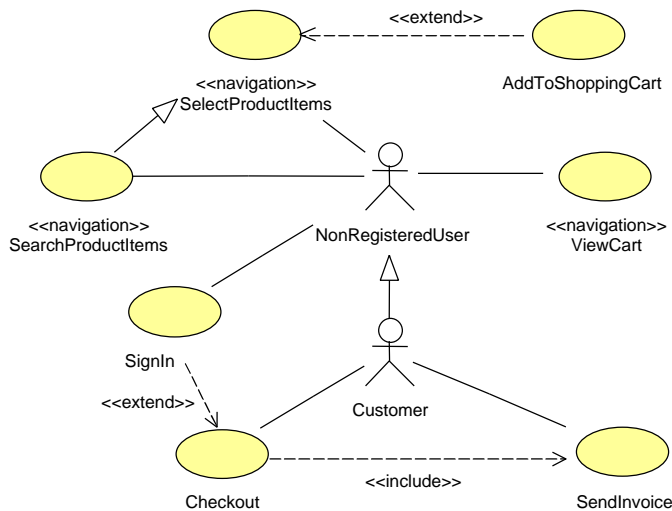 <<extend>>
<<navigation>>
SelectProductItems
AddToShoppingCart
<<navigation>>
SearchProductItems
NonRegisteredUser
<<navigation>>
ViewCart
SignIn
<<extend>>
Customer
<<include>>
Checkout
SendInvoice